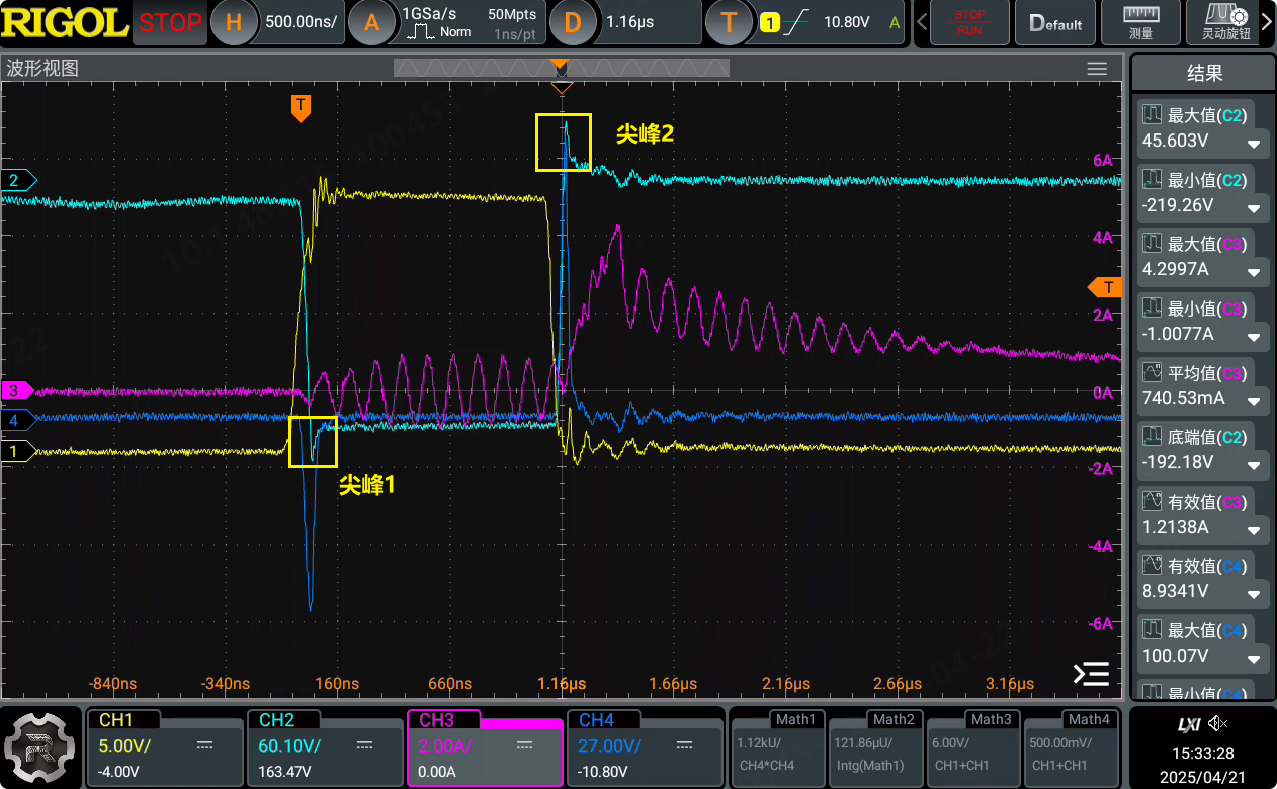 RIGOL STOP H 500.00ns/ A 1GSa/s Norm 50Mpts 1ns/pt D 1.16µs T 1 10.80V A STOP RUN Default 测量 灵动旋钮
波形视图
结果
T
尖峰2
尖峰1
2
3
4
1
T
6A
4A
2A
0A
-2A
-4A
-6A
-840ns -340ns 160ns 660ns 1.16µs 1.66µs 2.16µs 2.66µs 3.16µs
最大值(C2)
45.603V
最小值(C2)
-219.26V
最大值(C3)
4.2997A
最小值(C3)
-1.0077A
平均值(C3)
740.53mA
底端值(C2)
-192.18V
有效值(C3)
1.2138A
有效值(C4)
8.9341V
最大值(C4)
100.07V
最小值(C4)
CH1 CH2 CH3 CH4 Math1 Math2 Math3 Math4
5.00V/ 60.10V/ 2.00A/ 27.00V/ 1.12kU/ 121.86µU/ 6.00V/ 500.00mV/
-4.00V 163.47V 0.00A -10.80V CH4*CH4 Intg(Math1) CH1+CH1 CH1+CH1
LXI
15:33:28
2025/04/21